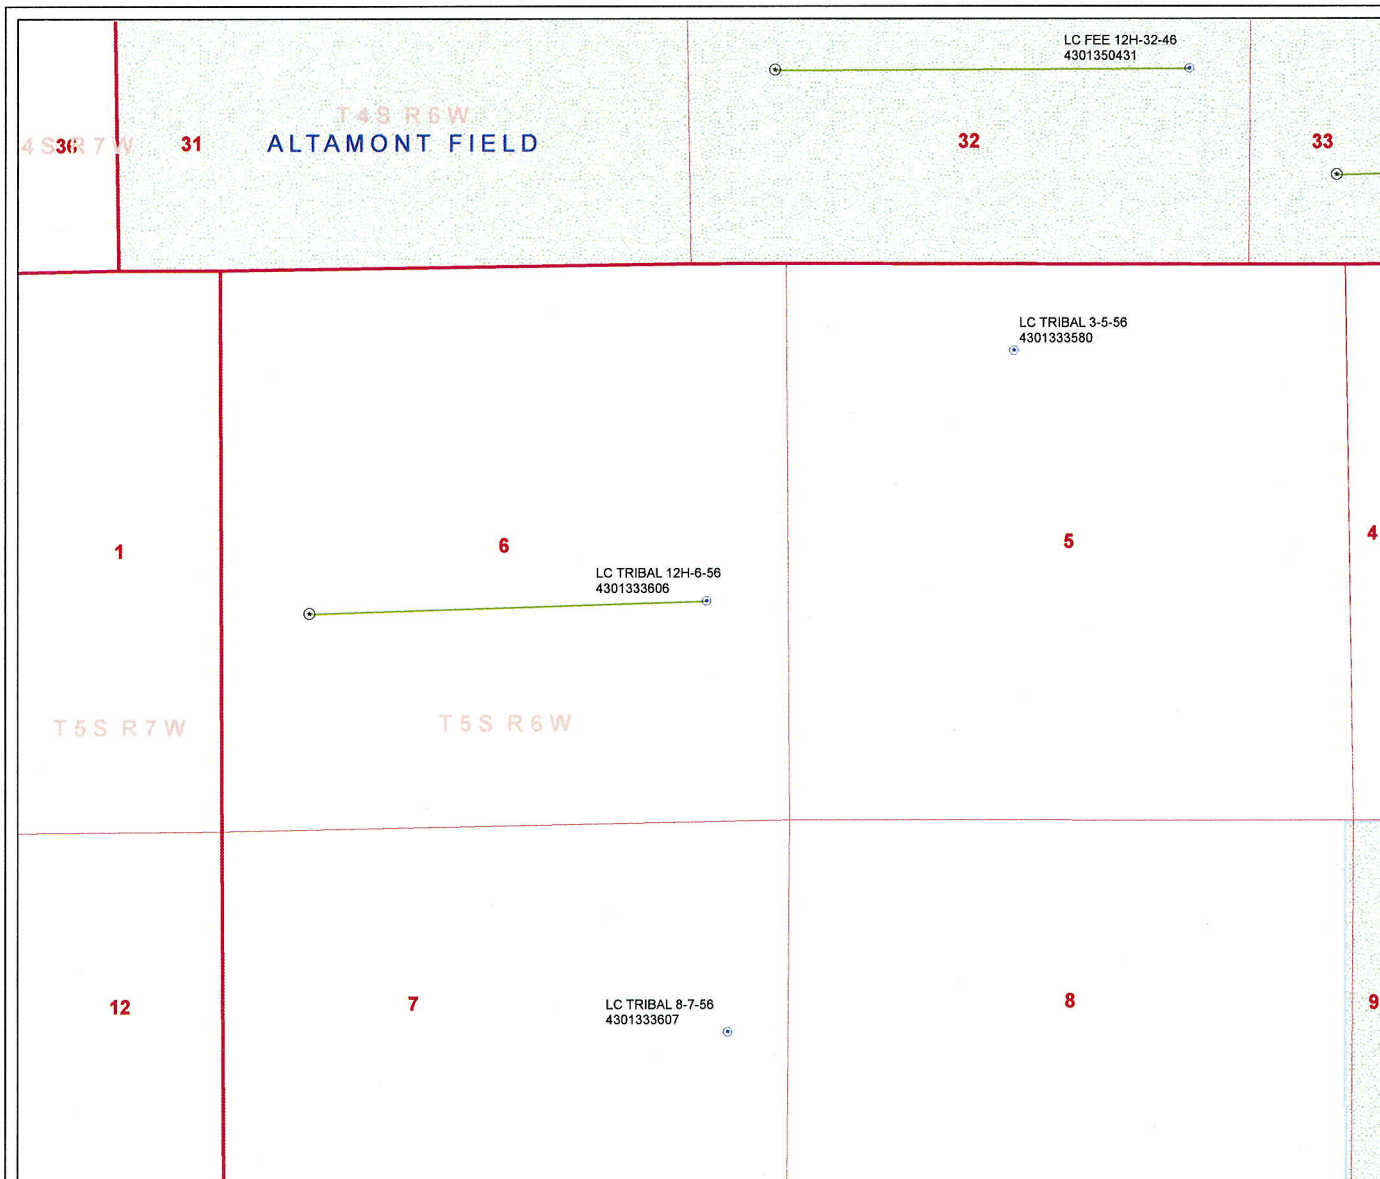 LC FEE 12H-32-46
4301350431
T4S R6W
4S R7W
36
31
ALTAMONT FIELD
32
33
LC TRIBAL 3-5-56
4301333580
1
6
5
4
LC TRIBAL 12H-6-56
4301333606
T5S R7W
T5S R6W
12
7
LC TRIBAL 8-7-56
4301333607
8
9